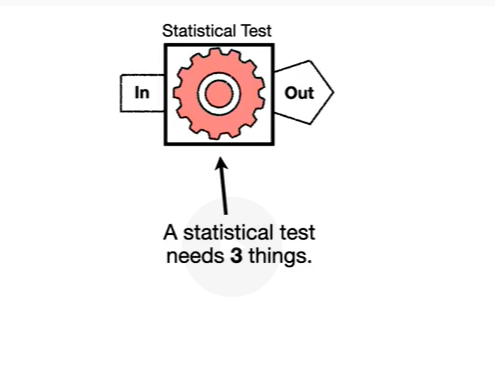 Statistical Test
In
Out
A statistical test
needs 3 things.